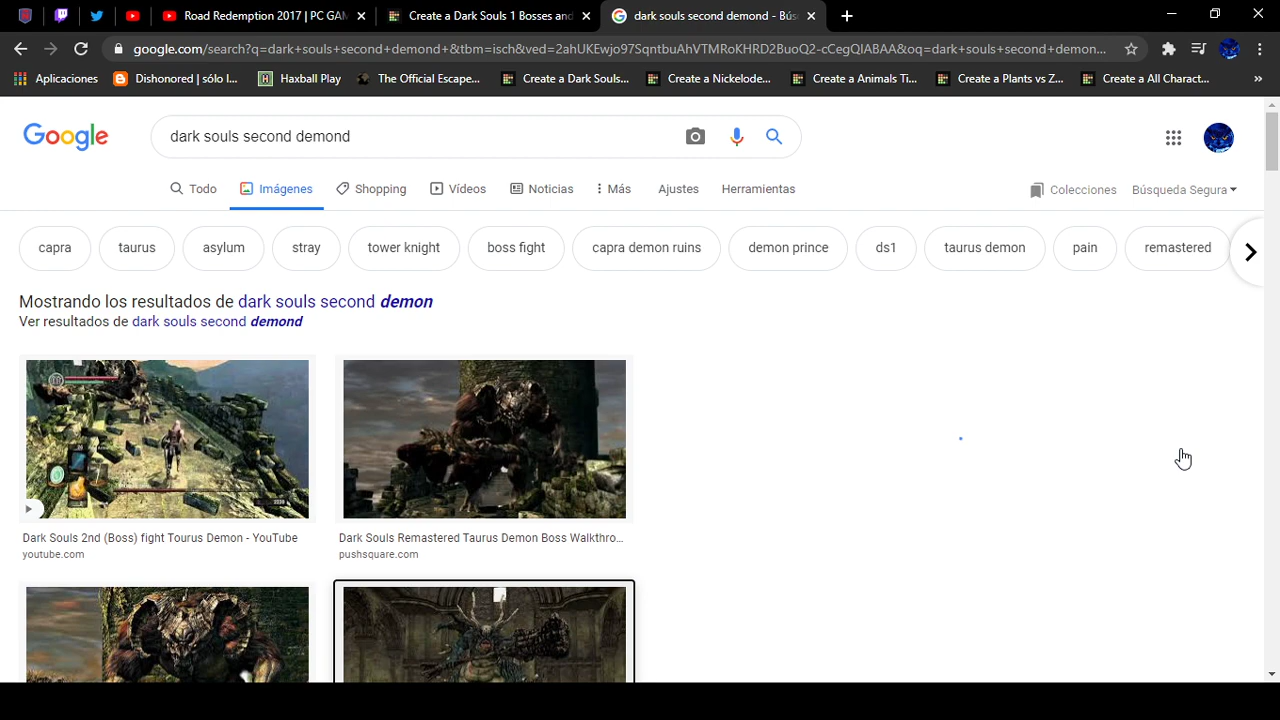 Road Redemption 2017 | PC GAM
Create a Dark Souls 1 Bosses and
dark souls second demond - Bús
google.com/search?q=dark+souls+second+demond+&tbm=isch&ved=2ahUKEwjo97SqntbuAhVTMRoKHRD2BuoQ2-cCegQIABAA&oq=dark+souls+second+demon...
Aplicaciones
Dishonored | sólo l...
Haxball Play
The Official Escape...
Create a Dark Souls...
Create a Nickelode...
Create a Animals Ti...
Create a Plants vs Z...
Create a All Charact...
»
Google
dark souls second demond
Todo
Imágenes
Shopping
Vídeos
Noticias
Más
Ajustes
Herramientas
Colecciones
Búsqueda Segura
capra
taurus
asylum
stray
tower knight
boss fight
capra demon ruins
demon prince
ds1
taurus demon
pain
remastered
Mostrando los resultados de dark souls second demon
Ver resultados de dark souls second demond
Dark Souls 2nd (Boss) fight Tourus Demon - YouTube
youtube.com
Dark Souls Remastered Taurus Demon Boss Walkthro...
pushsquare.com